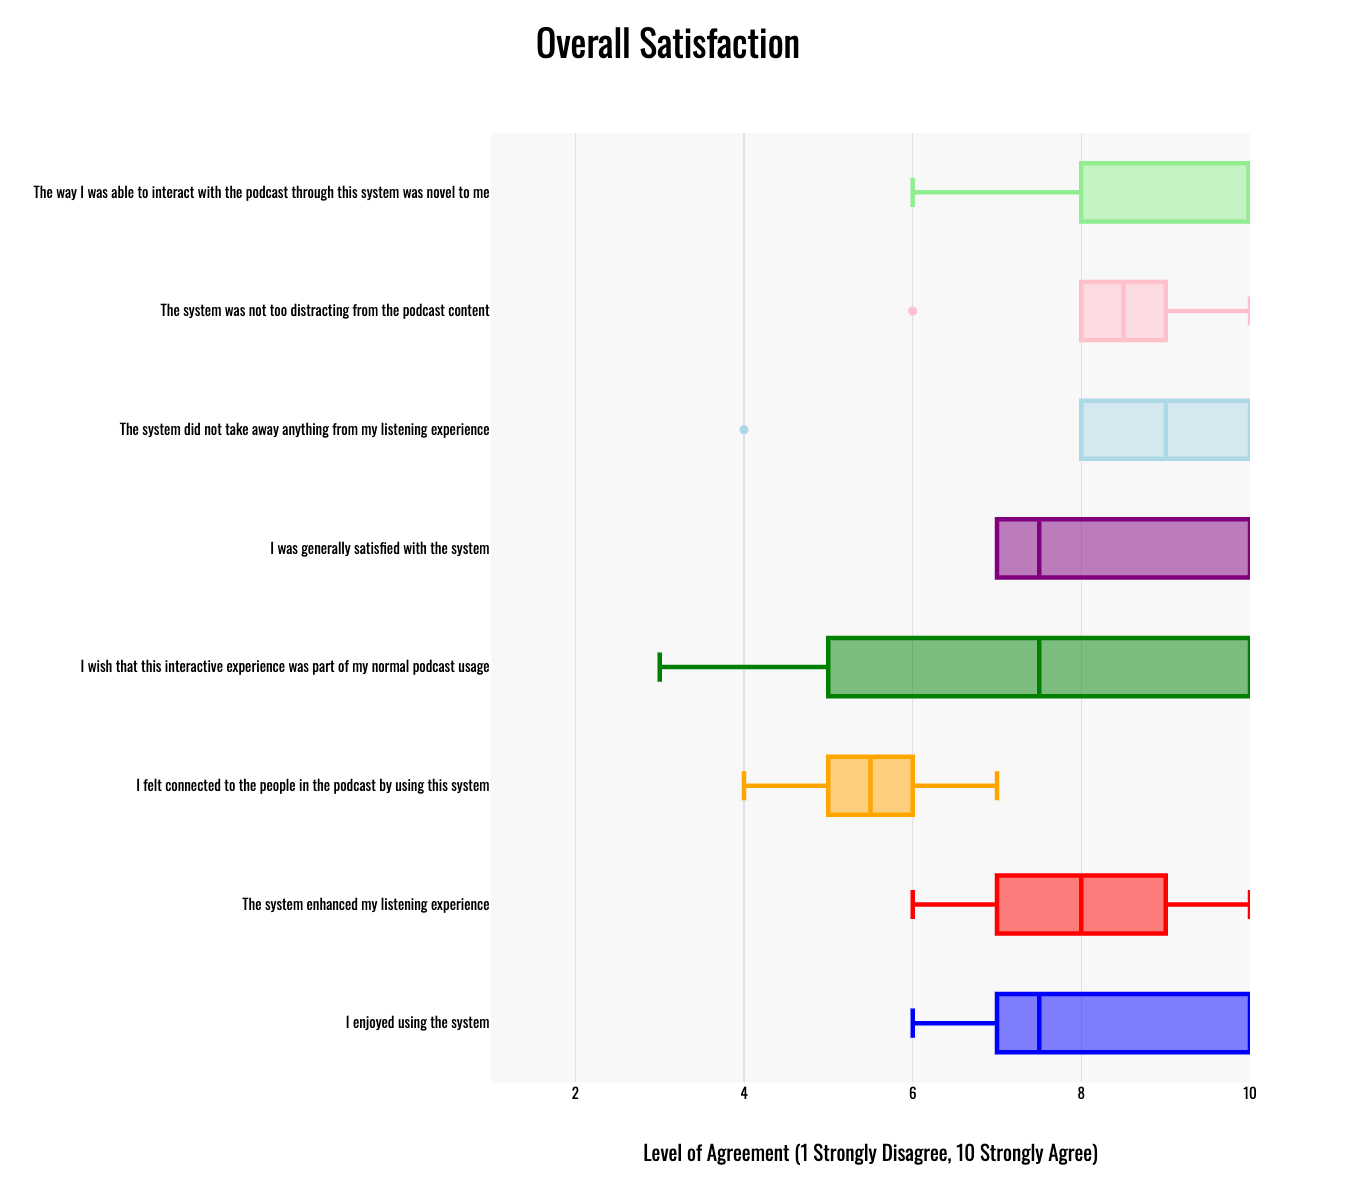 Overall Satisfaction
The way I was able to interact with the podcast through this system was novel to me
The system was not too distracting from the podcast content
The system did not take away anything from my listening experience
I was generally satisfied with the system
I wish that this interactive experience was part of my normal podcast usage
I felt connected to the people in the podcast by using this system
The system enhanced my listening experience
I enjoyed using the system
2 4 6 8 10
Level of Agreement (1 Strongly Disagree, 10 Strongly Agree)